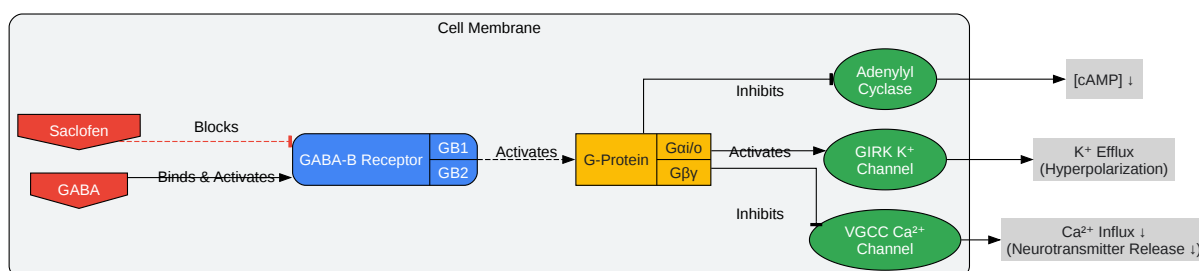 Cell Membrane
Saclofen
Blocks
GABA
Binds & Activates
GABA-B Receptor
GB1
GB2
Activates
G-Protein
Gαi/o
Gβγ
Inhibits
Activates
Inhibits
Adenylyl
Cyclase
GIRK K⁺
Channel
VGCC Ca²⁺
Channel
[cAMP] ↓
K⁺ Efflux
(Hyperpolarization)
Ca²⁺ Influx ↓
(Neurotransmitter Release ↓)